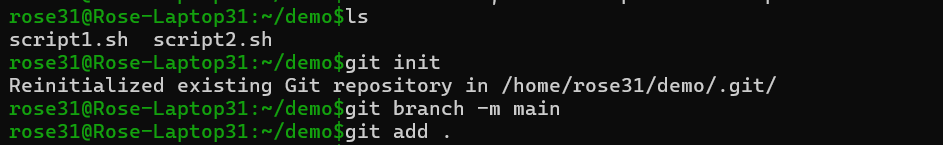 rose31@Rose-Laptop31:~/demo$ls
script1.sh  script2.sh
rose31@Rose-Laptop31:~/demo$git init
Reinitialized existing Git repository in /home/rose31/demo/.git/
rose31@Rose-Laptop31:~/demo$git branch -m main
rose31@Rose-Laptop31:~/demo$git add .